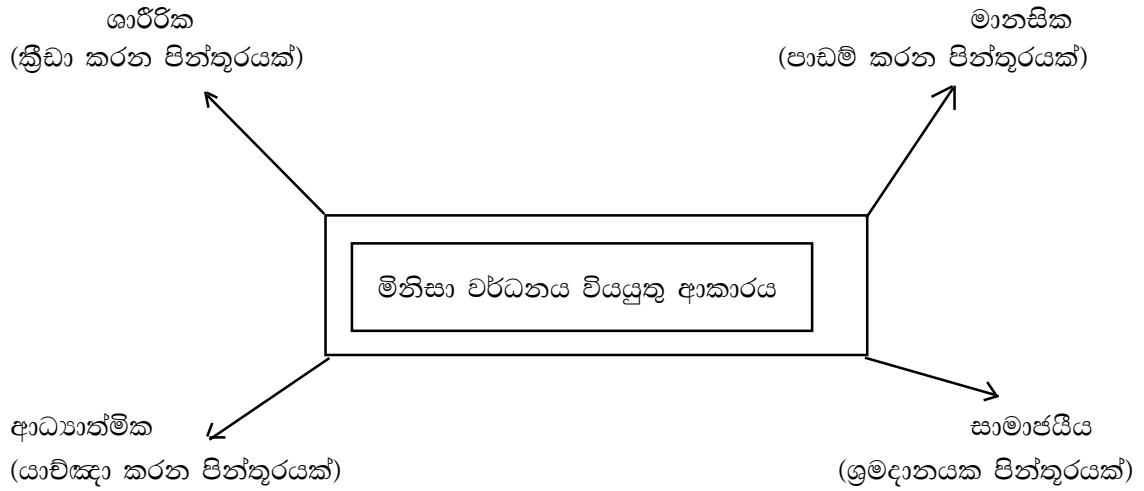 ශාරීරික
(ක්‍රීඩා කරන පින්තූරයක්)
මානසික
(පාඩම් කරන පින්තූරයක්)
මිනිසා වර්ධනය වියයුතු ආකාරය
ආධ්‍යාත්මික
(යාච්ඤා කරන පින්තූරයක්)
සාමාජයීය
(ශ්‍රමදානයක පින්තූරයක්)